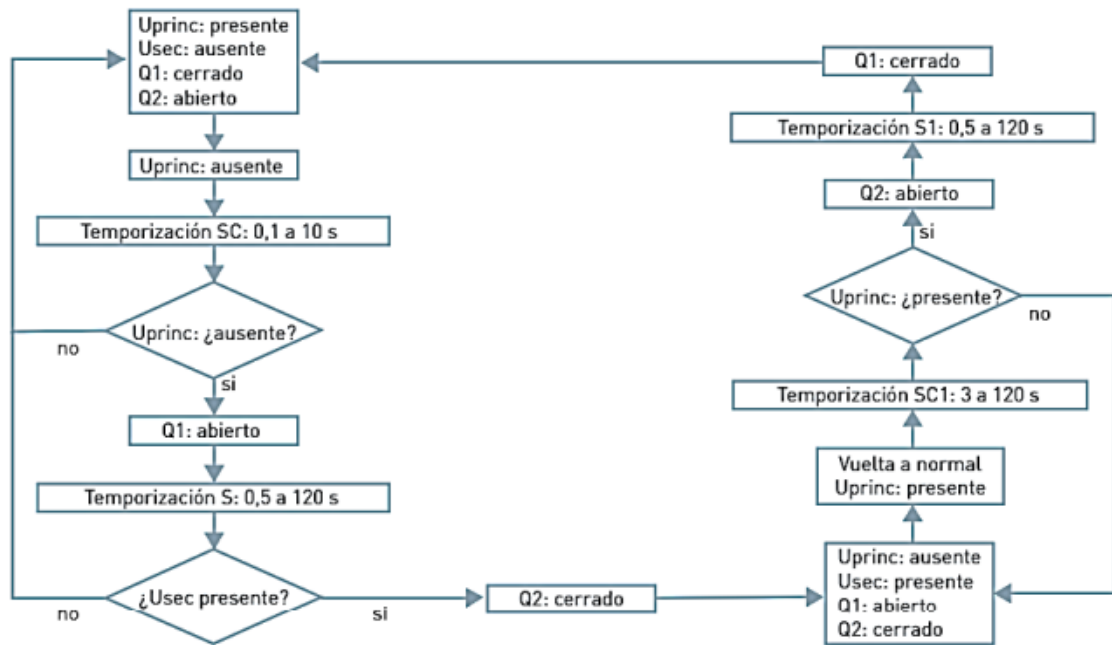 Uprinc: presente
Usec: ausente
Q1: cerrado
Q2: abierto
Uprinc: ausente
Temporización SC: 0,1 a 10 s
Uprinc: ¿ausente?
no
si
Q1: abierto
Temporización S: 0,5 a 120 s
¿Usec presente?
no
si
Q2: cerrado
Uprinc: ausente
Usec: presente
Q1: abierto
Q2: cerrado
Vuelta a normal
Uprinc: presente
Temporización SC1: 3 a 120 s
Uprinc: ¿presente?
no
si
Q2: abierto
Temporización S1: 0,5 a 120 s
Q1: cerrado